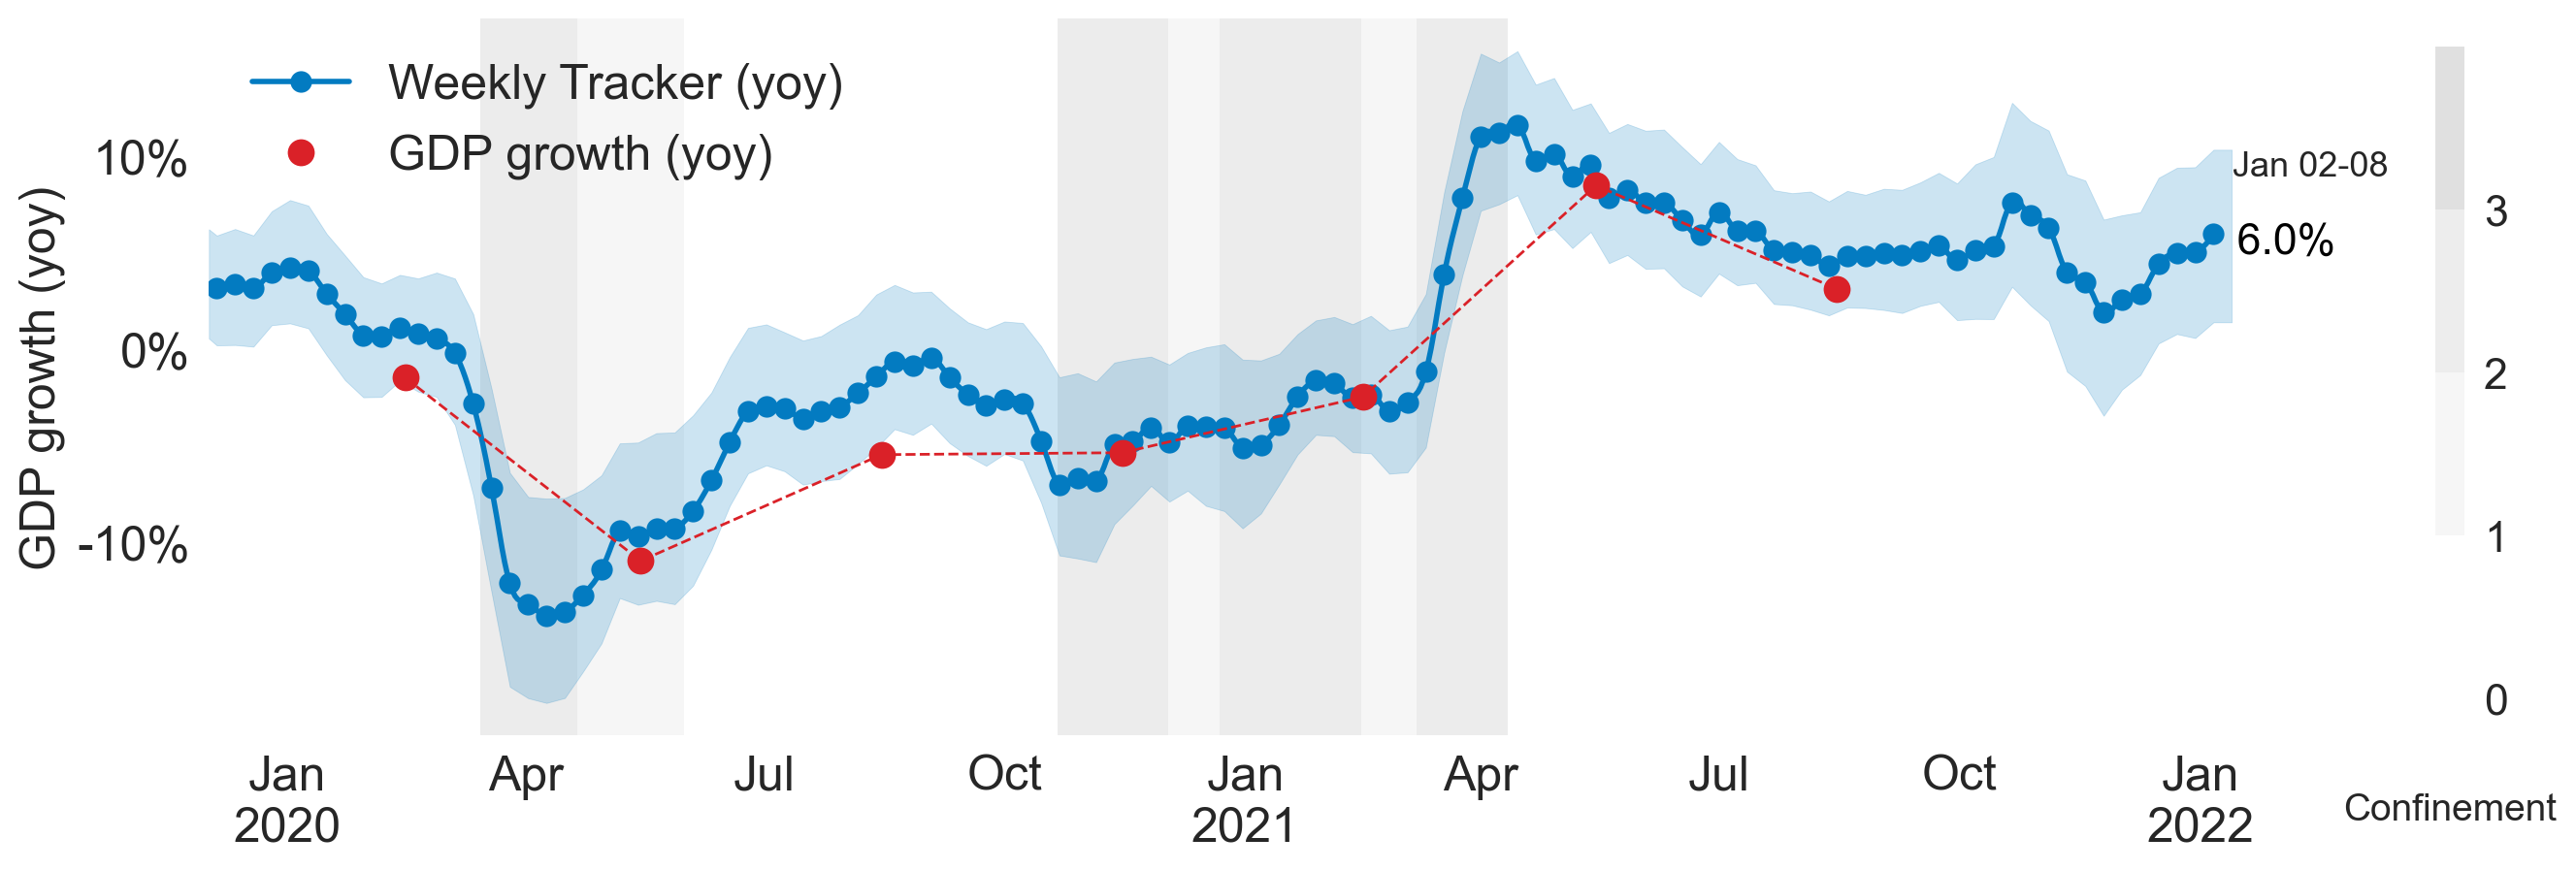 Weekly Tracker (yoy)
GDP growth (yoy)
GDP growth (yoy)
10%
0%
-10%
Jan 02-08
6.0%
3
2
1
0
Jan Apr Jul Oct Jan Apr Jul Oct Jan
2020 2021 2022
Confinement